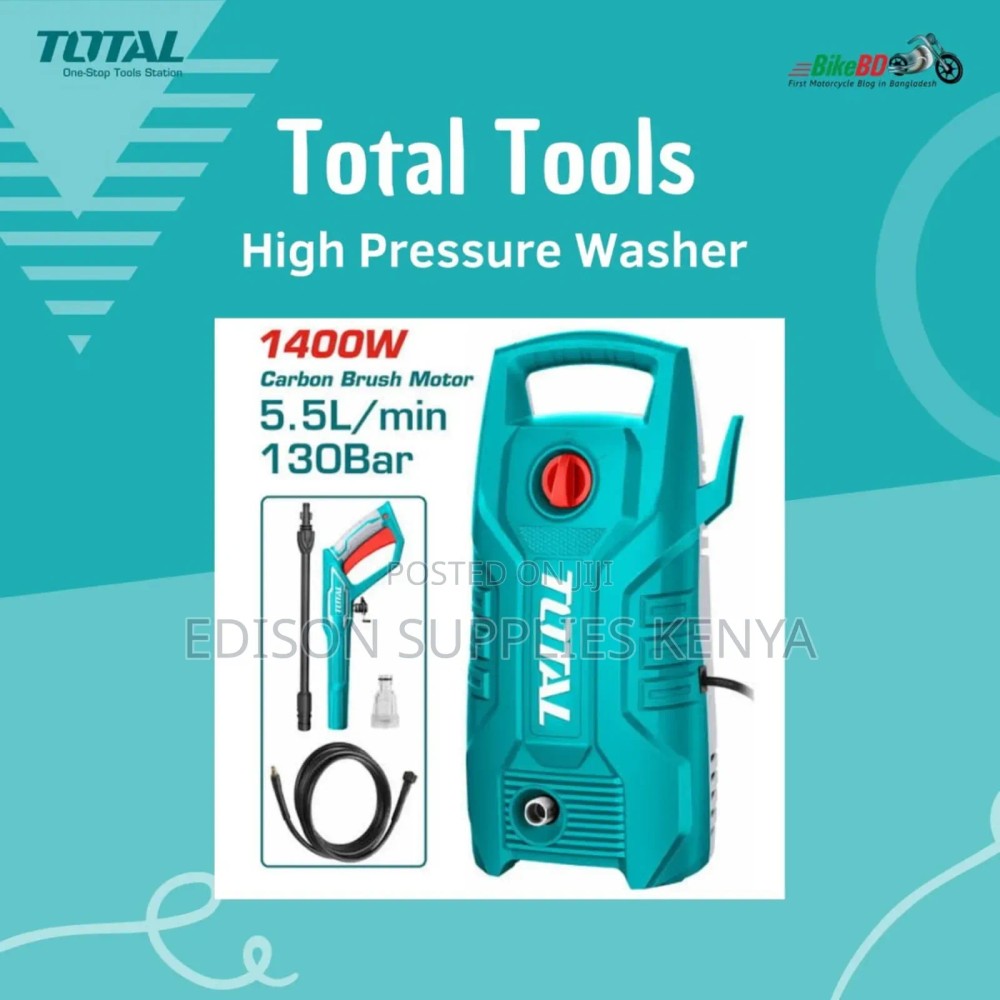 TOTAL
One-Stop Tools Station
BikeBD
First Motorcycle Blog in Bangladesh
Total Tools
High Pressure Washer
1400W
Carbon Brush Motor
5.5L/min
130Bar
TOTAL
TOTAL
POSTED ON JIJI
EDISON SUPPLIES KENYA